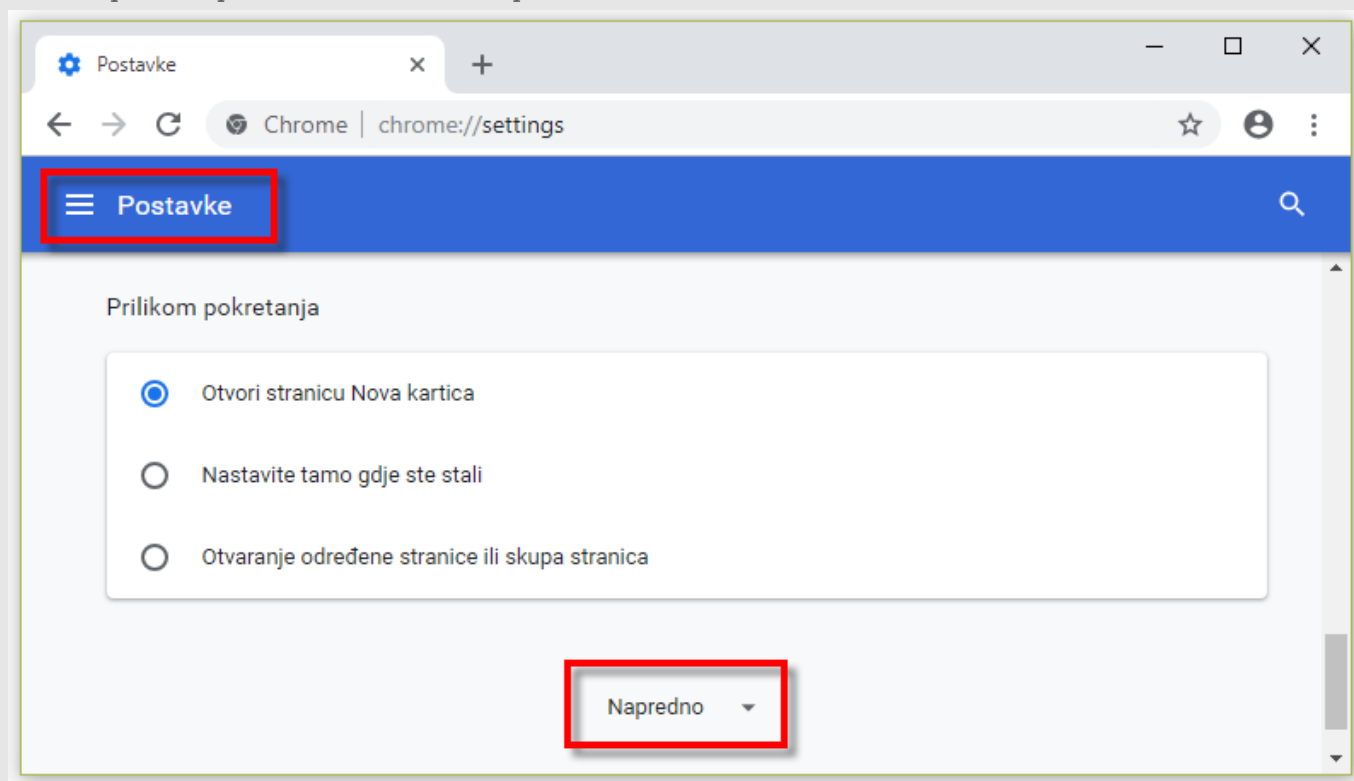 Postavke
Chrome | chrome://settings
Postavke
Prilikom pokretanja
Otvori stranicu Nova kartica
Nastavite tamo gdje ste stali
Otvaranje određene stranice ili skupa stranica
Napredno